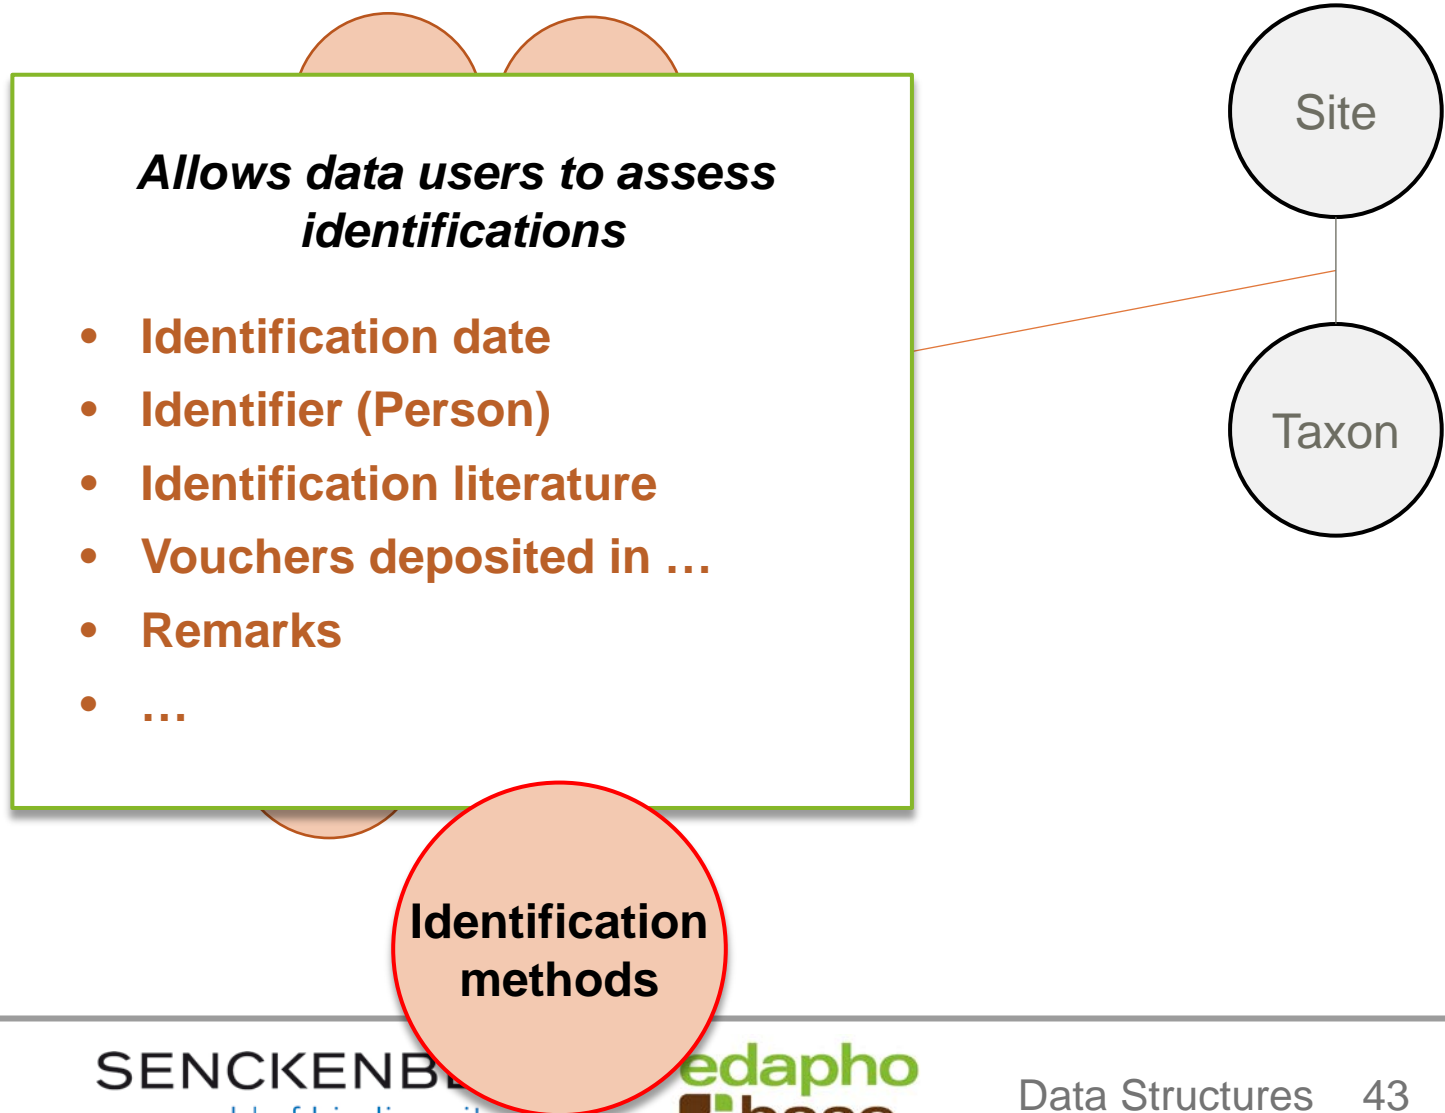 Site
Allows data users to assess
identifications
• Identification date
• Identifier (Person)
Taxon
• Identification literature
• Vouchers deposited in …
• Remarks
• …
Identification
methods
edapho
Data Structures 43